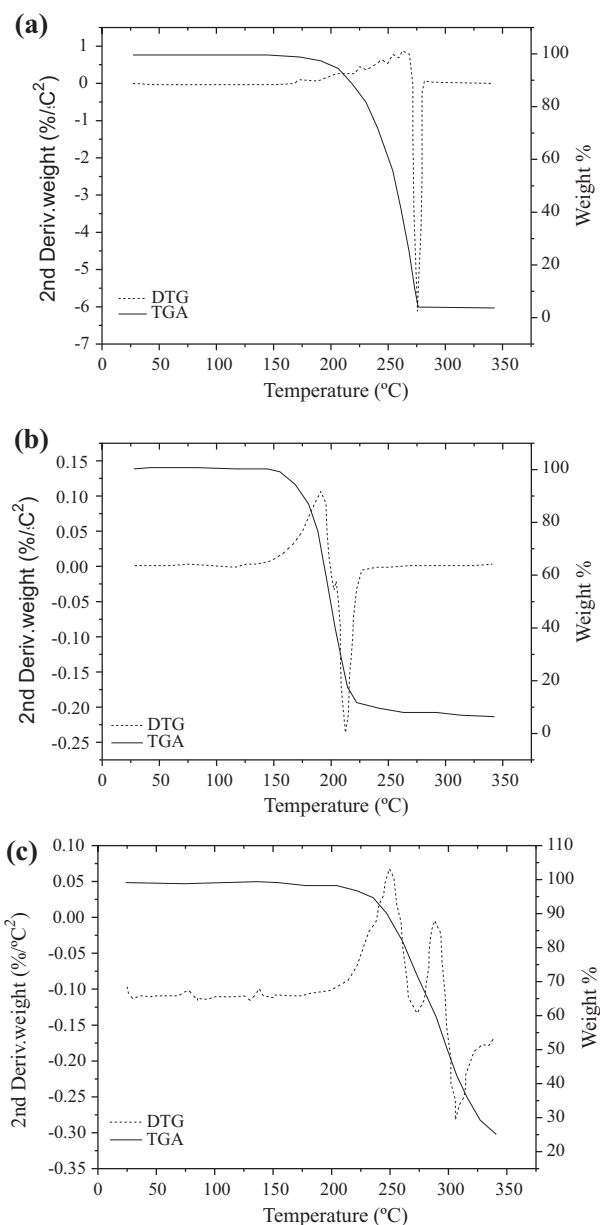 (a)
1
0
-1
-2
-3
-4
-5
-6
-7
2nd Deriv.weight (%/°C2)
100
80
60
40
20
0
Weight %
DTG
TGA
0 50 100 150 200 250 300 350
Temperature (ºC)
(b)
0.15
0.10
0.05
0.00
-0.05
-0.10
-0.15
-0.20
-0.25
2nd Deriv.weight (%/°C2)
100
80
60
40
20
0
Weight %
DTG
TGA
0 50 100 150 200 250 300 350
Temperature (ºC)
(c)
0.10
0.05
0.00
-0.05
-0.10
-0.15
-0.20
-0.25
-0.30
-0.35
2nd Deriv.weight (%/ºC2)
110
100
90
80
70
60
50
40
30
20
Weight %
DTG
TGA
0 50 100 150 200 250 300 350
Temperature (ºC)